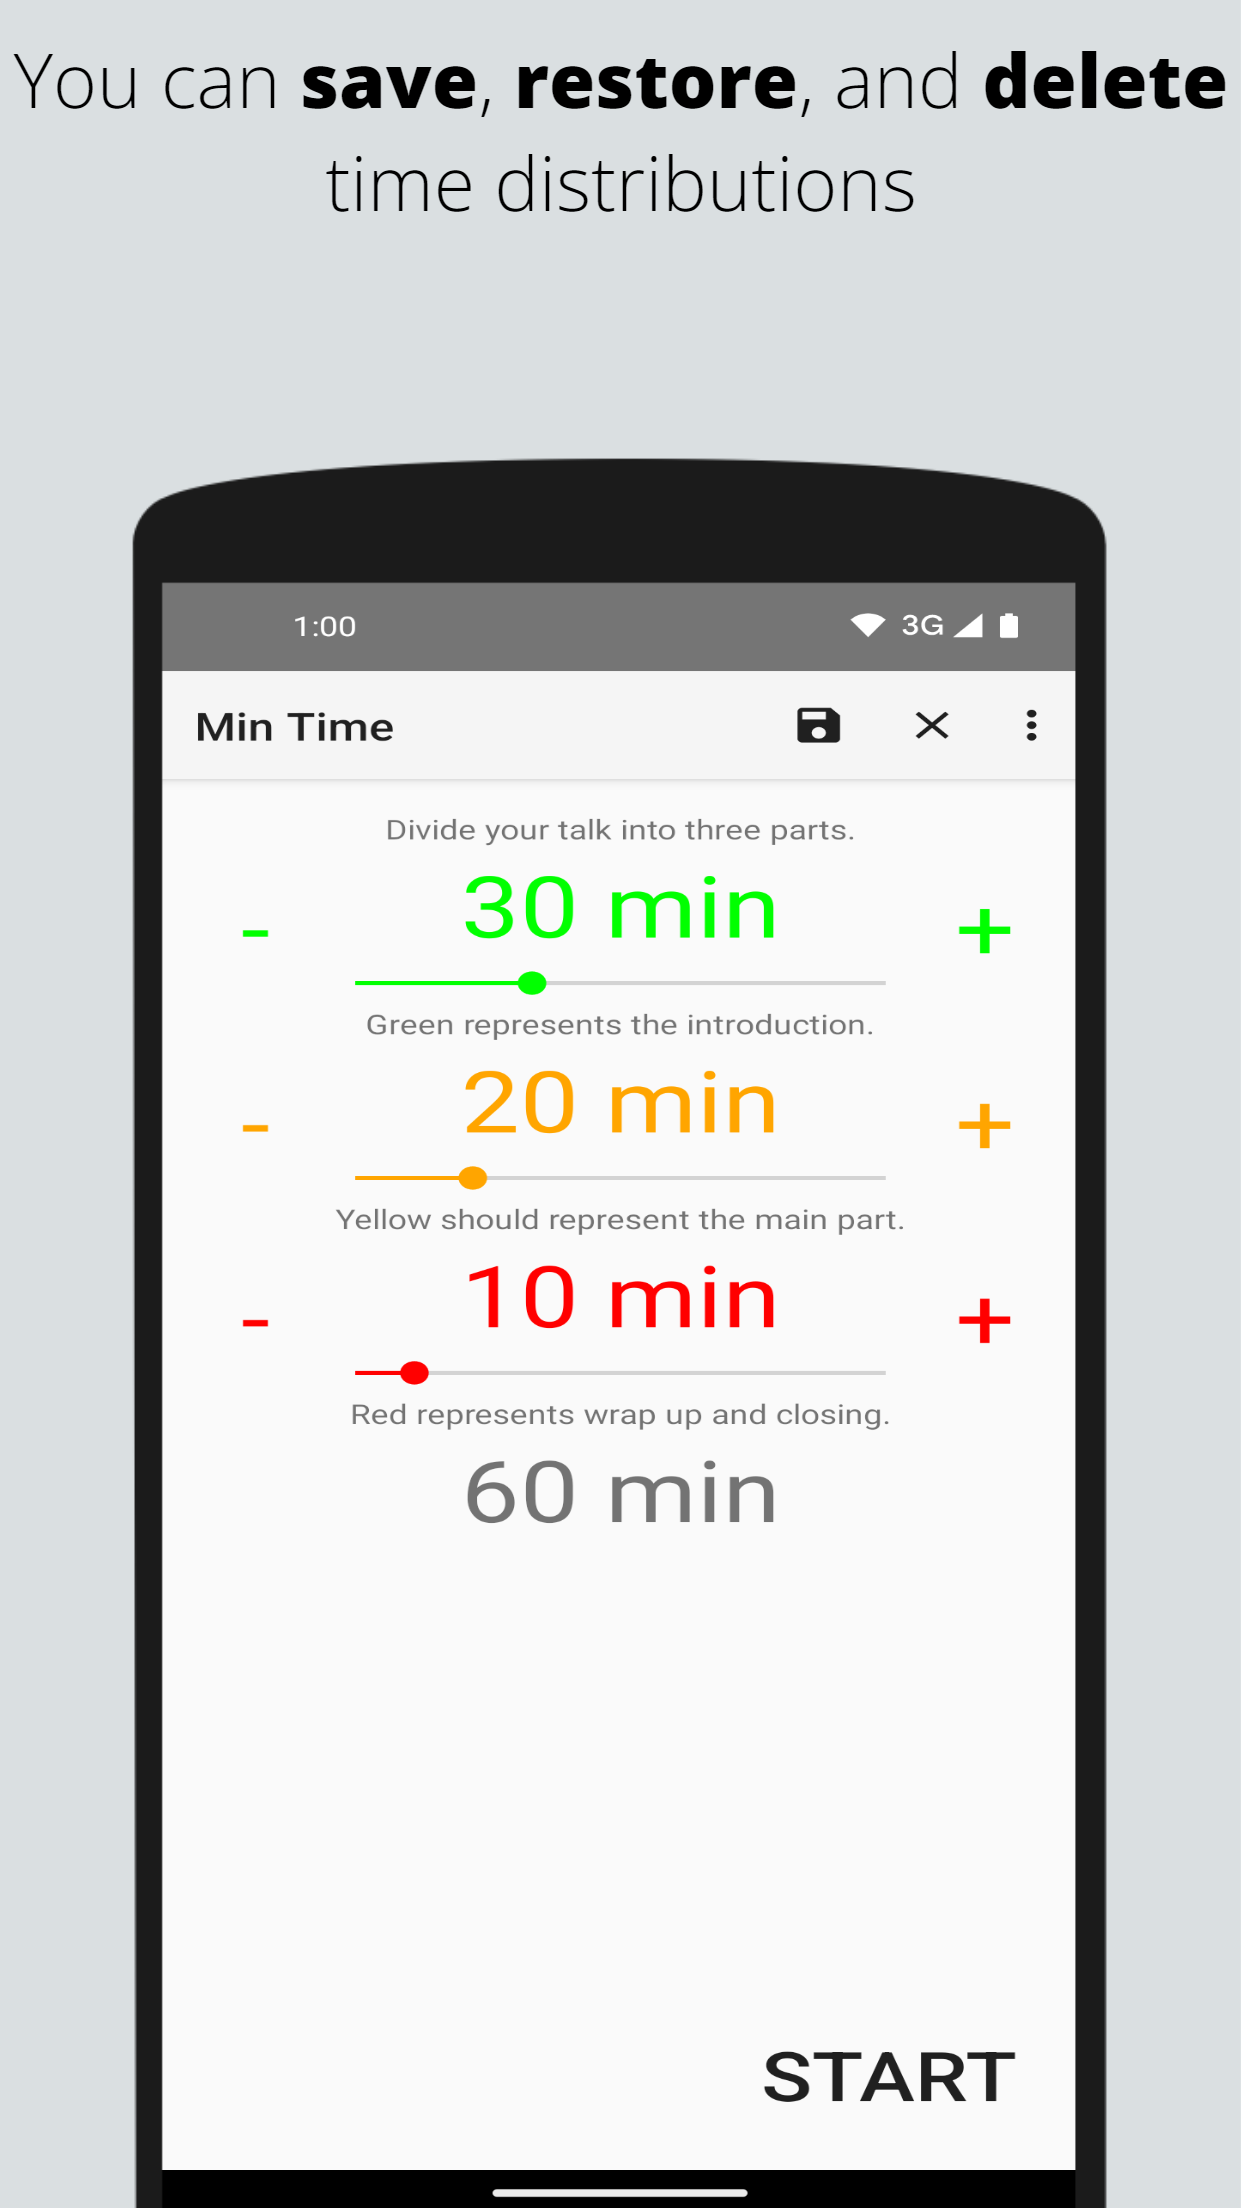 You can save, restore, and delete
time distributions
1:00 3G
Min Time
Divide your talk into three parts.
- 30 min +
Green represents the introduction.
- 20 min +
Yellow should represent the main part.
- 10 min +
Red represents wrap up and closing.
60 min
START